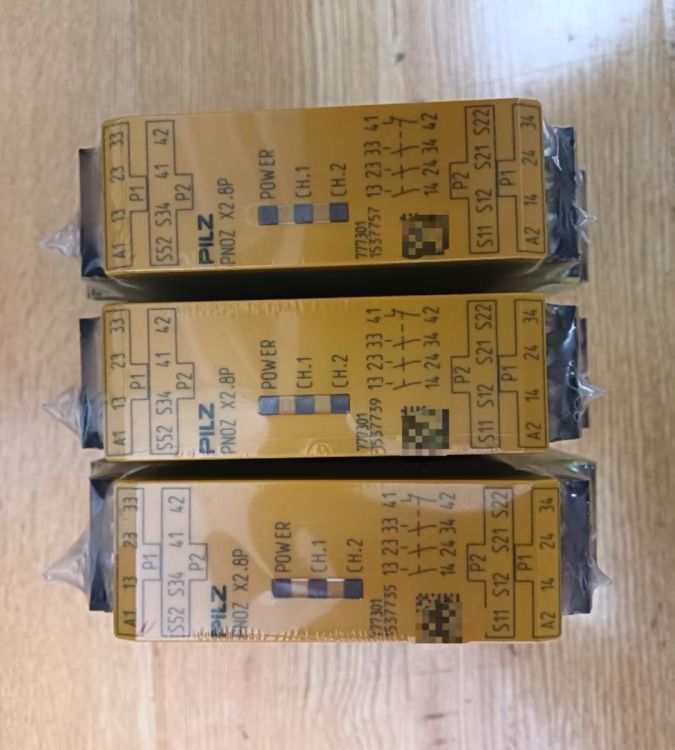 A1 13 23 33
P1
S52 S34 41 42
P2
PILZ
PNOZ X2.8P
POWER
CH.1
CH.2
777301
1537757
13 23 33 41
14 24 34 42
P2
S11 S12 S21 S22
P1
A2 14 24 34
A1 13 23 33
P1
S52 S34 41 42
P2
PILZ
PNOZ X2.8P
POWER
CH.1
CH.2
777301
1537739
13 23 33 41
14 24 34 42
P2
S11 S12 S21 S22
P1
A2 14 24 34
A1 13 23 33
P1
S52 S34 41 42
P2
PILZ
PNOZ X2.8P
POWER
CH.1
CH.2
777301
1537735
13 23 33 41
14 24 34 42
P2
S11 S12 S21 S22
P1
A2 14 24 34